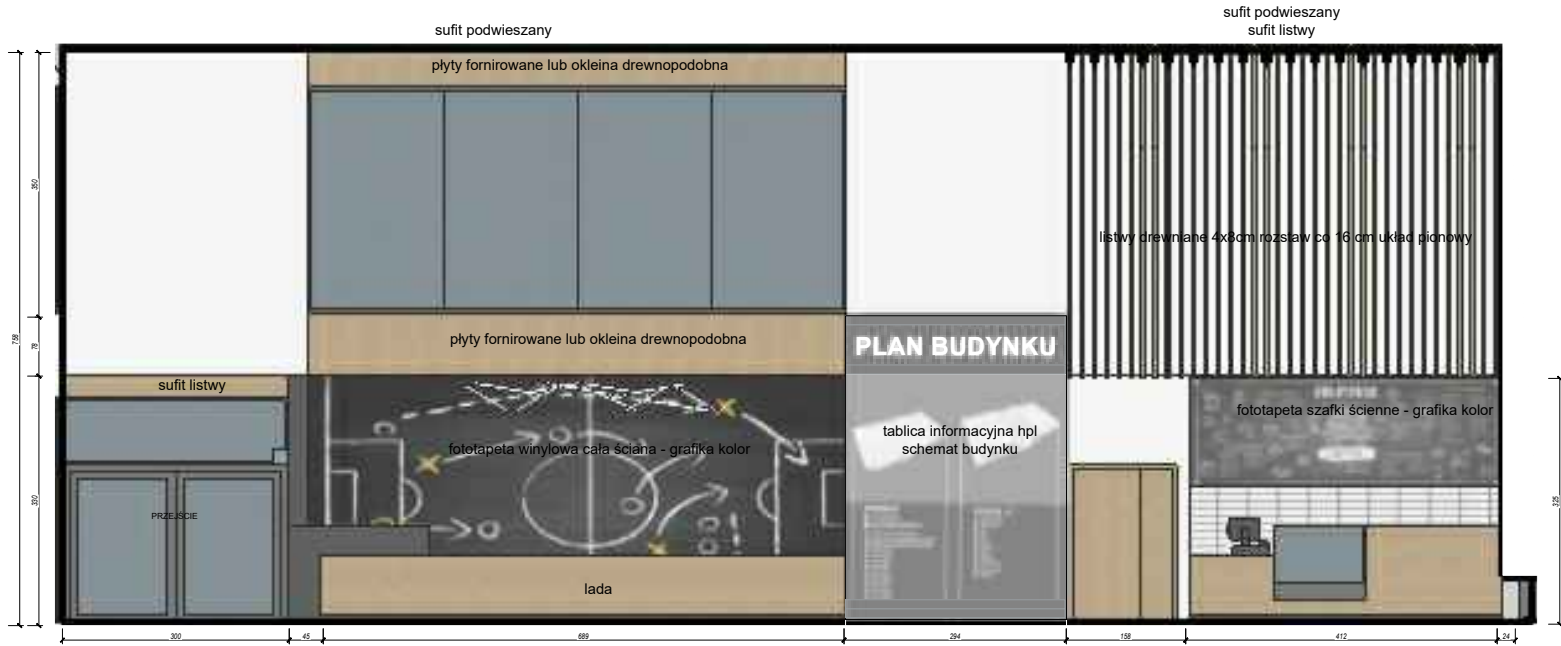 sufit podwieszany
sufit podwieszany
sufit listwy
płyty fornirowane lub okleina drewnopodobna
listwy drewniane 4x8cm rozstaw co 16 cm układ pionowy
płyty fornirowane lub okleina drewnopodobna
PLAN BUDYNKU
sufit listwy
fototapeta szafki ścienne - grafika kolor
fototapeta winylowa cała ściana - grafika kolor
tablica informacyjna hpl
schemat budynku
PRZEJŚCIE
lada
758
350
78
330
325
300
45
689
294
158
412
24